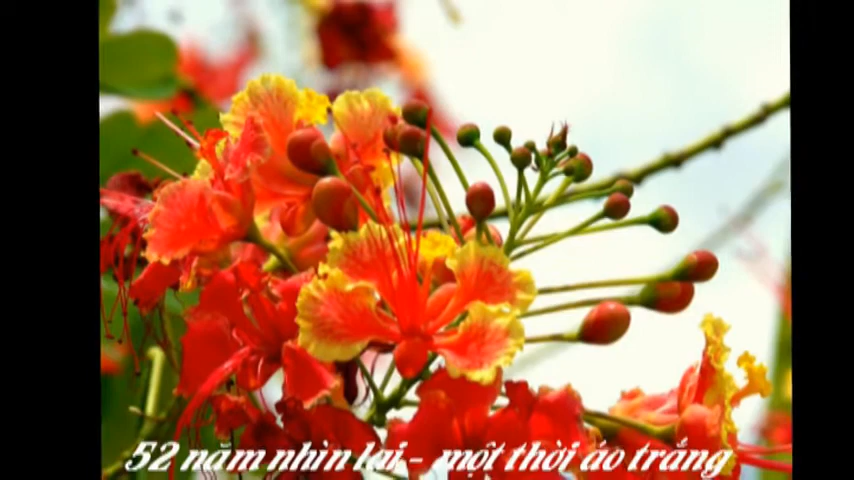 52 năm nhìn lại - một thời áo trắng